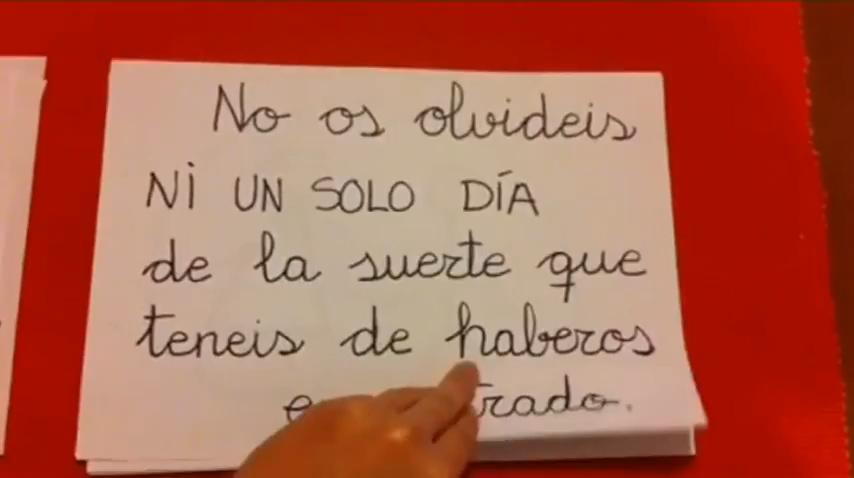 No os olvideis
Ni UN SOLO DÍA
de la suerte que
teneis de haberos